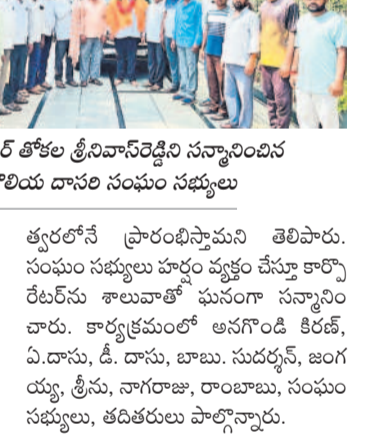 ర్ తోకల శ్రీనివాస్‌రెడ్డిని సన్మానించిన
దాసరి సంఘం సభ్యులు
త్వరలోనే ప్రారంభిస్తామని తెలిపారు.
సంఘం సభ్యులు హర్షం వ్యక్తం చేస్తూ కార్పొ
రేటర్‌ను శాలువాతో ఘనంగా సన్మానిం
చారు. కార్యక్రమంలో అనగొండి కిరణ్,
ఏ.దాసు, డీ. దాసు, బాబు. సుదర్శన్, జంగ
య్య, శ్రీను, నాగరాజు, రాంబాబు, సంఘం
సభ్యులు, తదితరులు పాల్గొన్నారు.